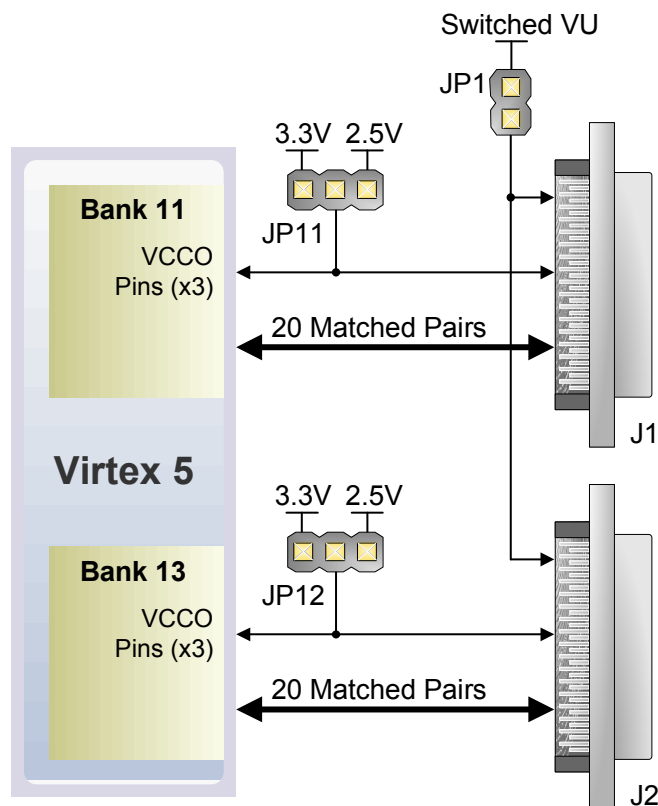 Switched VU
JP1
3.3V 2.5V
Bank 11
JP11
VCCO
Pins (x3)
20 Matched Pairs
J1
Virtex 5
3.3V 2.5V
Bank 13
JP12
VCCO
Pins (x3)
20 Matched Pairs
J2